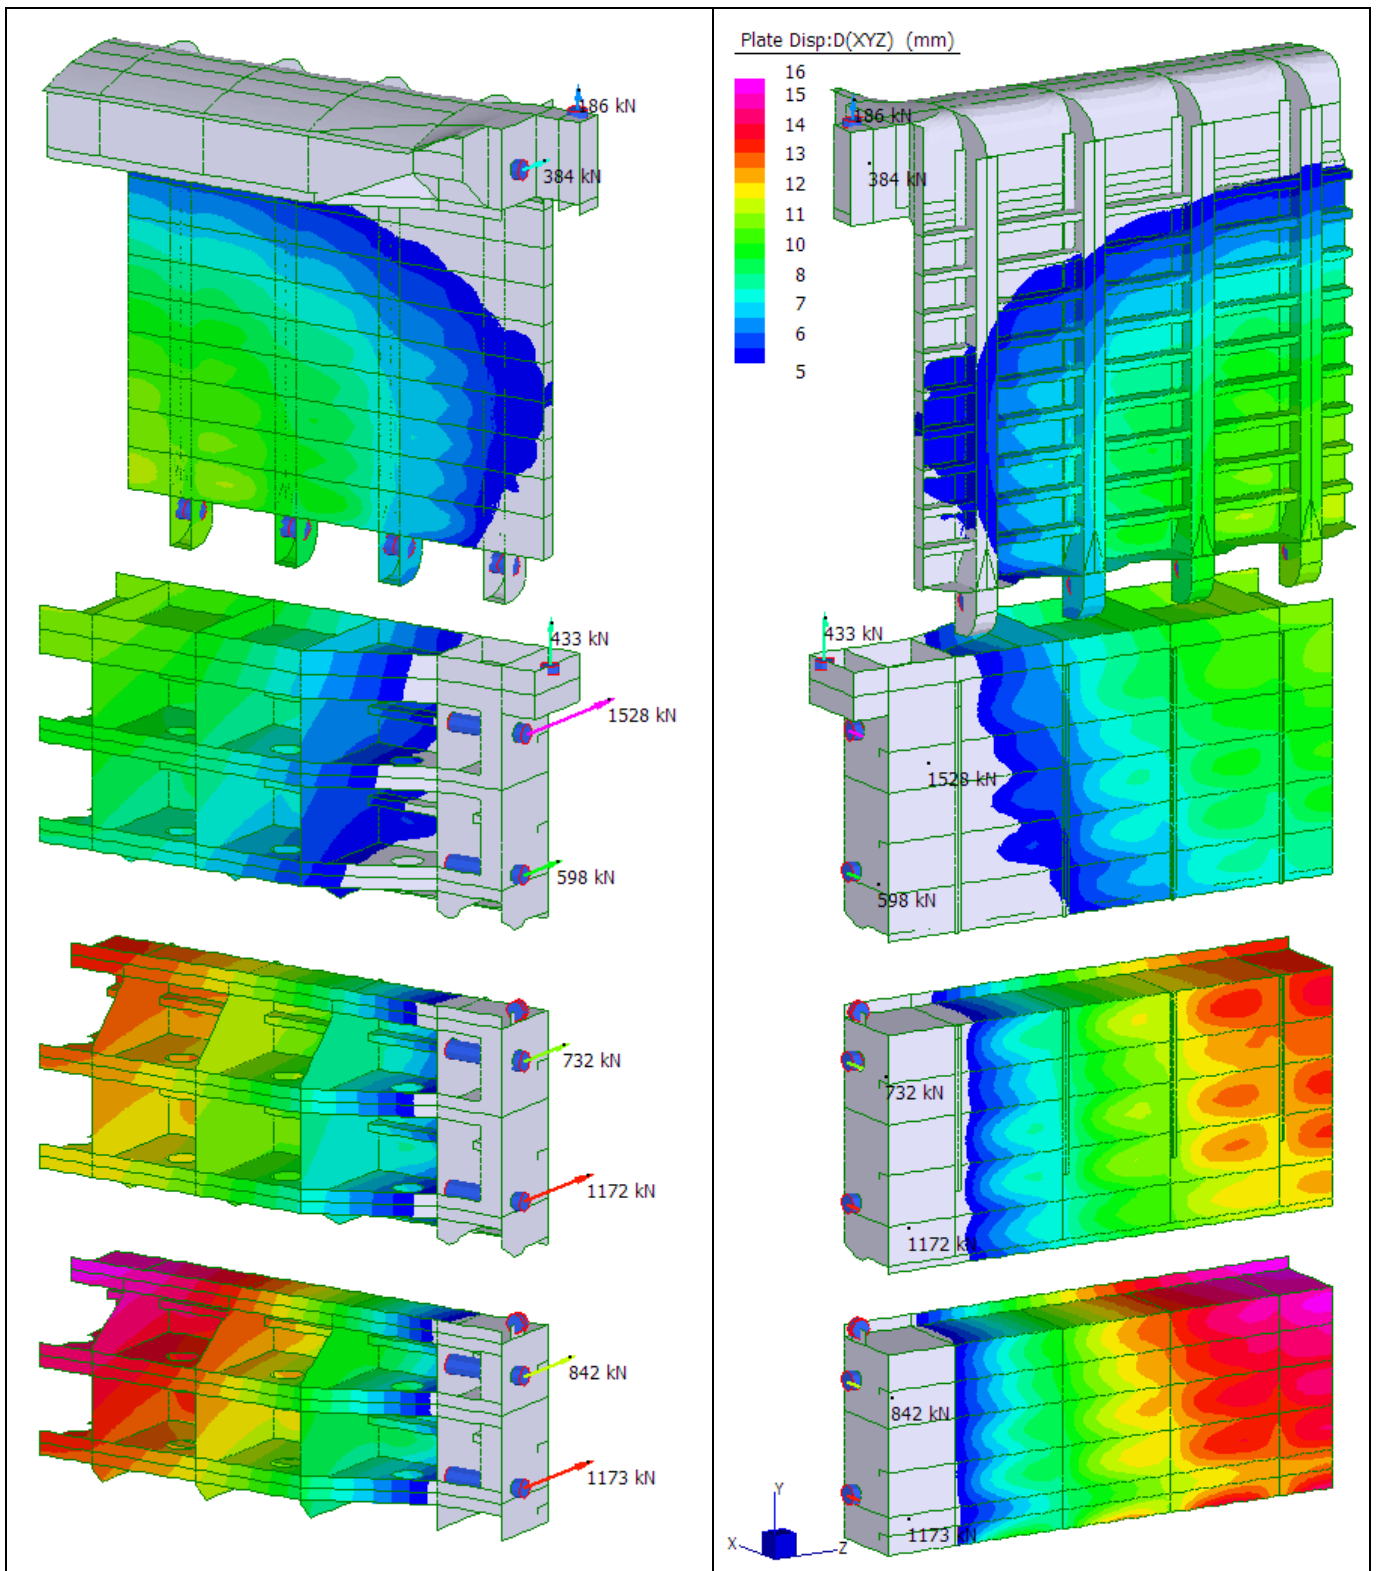 186 kN
384 kN
433 kN
1528 kN
598 kN
732 kN
1172 kN
842 kN
1173 kN
Plate Disp:D(XYZ) (mm)
16
15
14
13
12
11
10
8
7
6
5
186 kN
384 kN
433 kN
1528 kN
598 kN
732 kN
1172 kN
842 kN
1173 kN
Y
X
Z